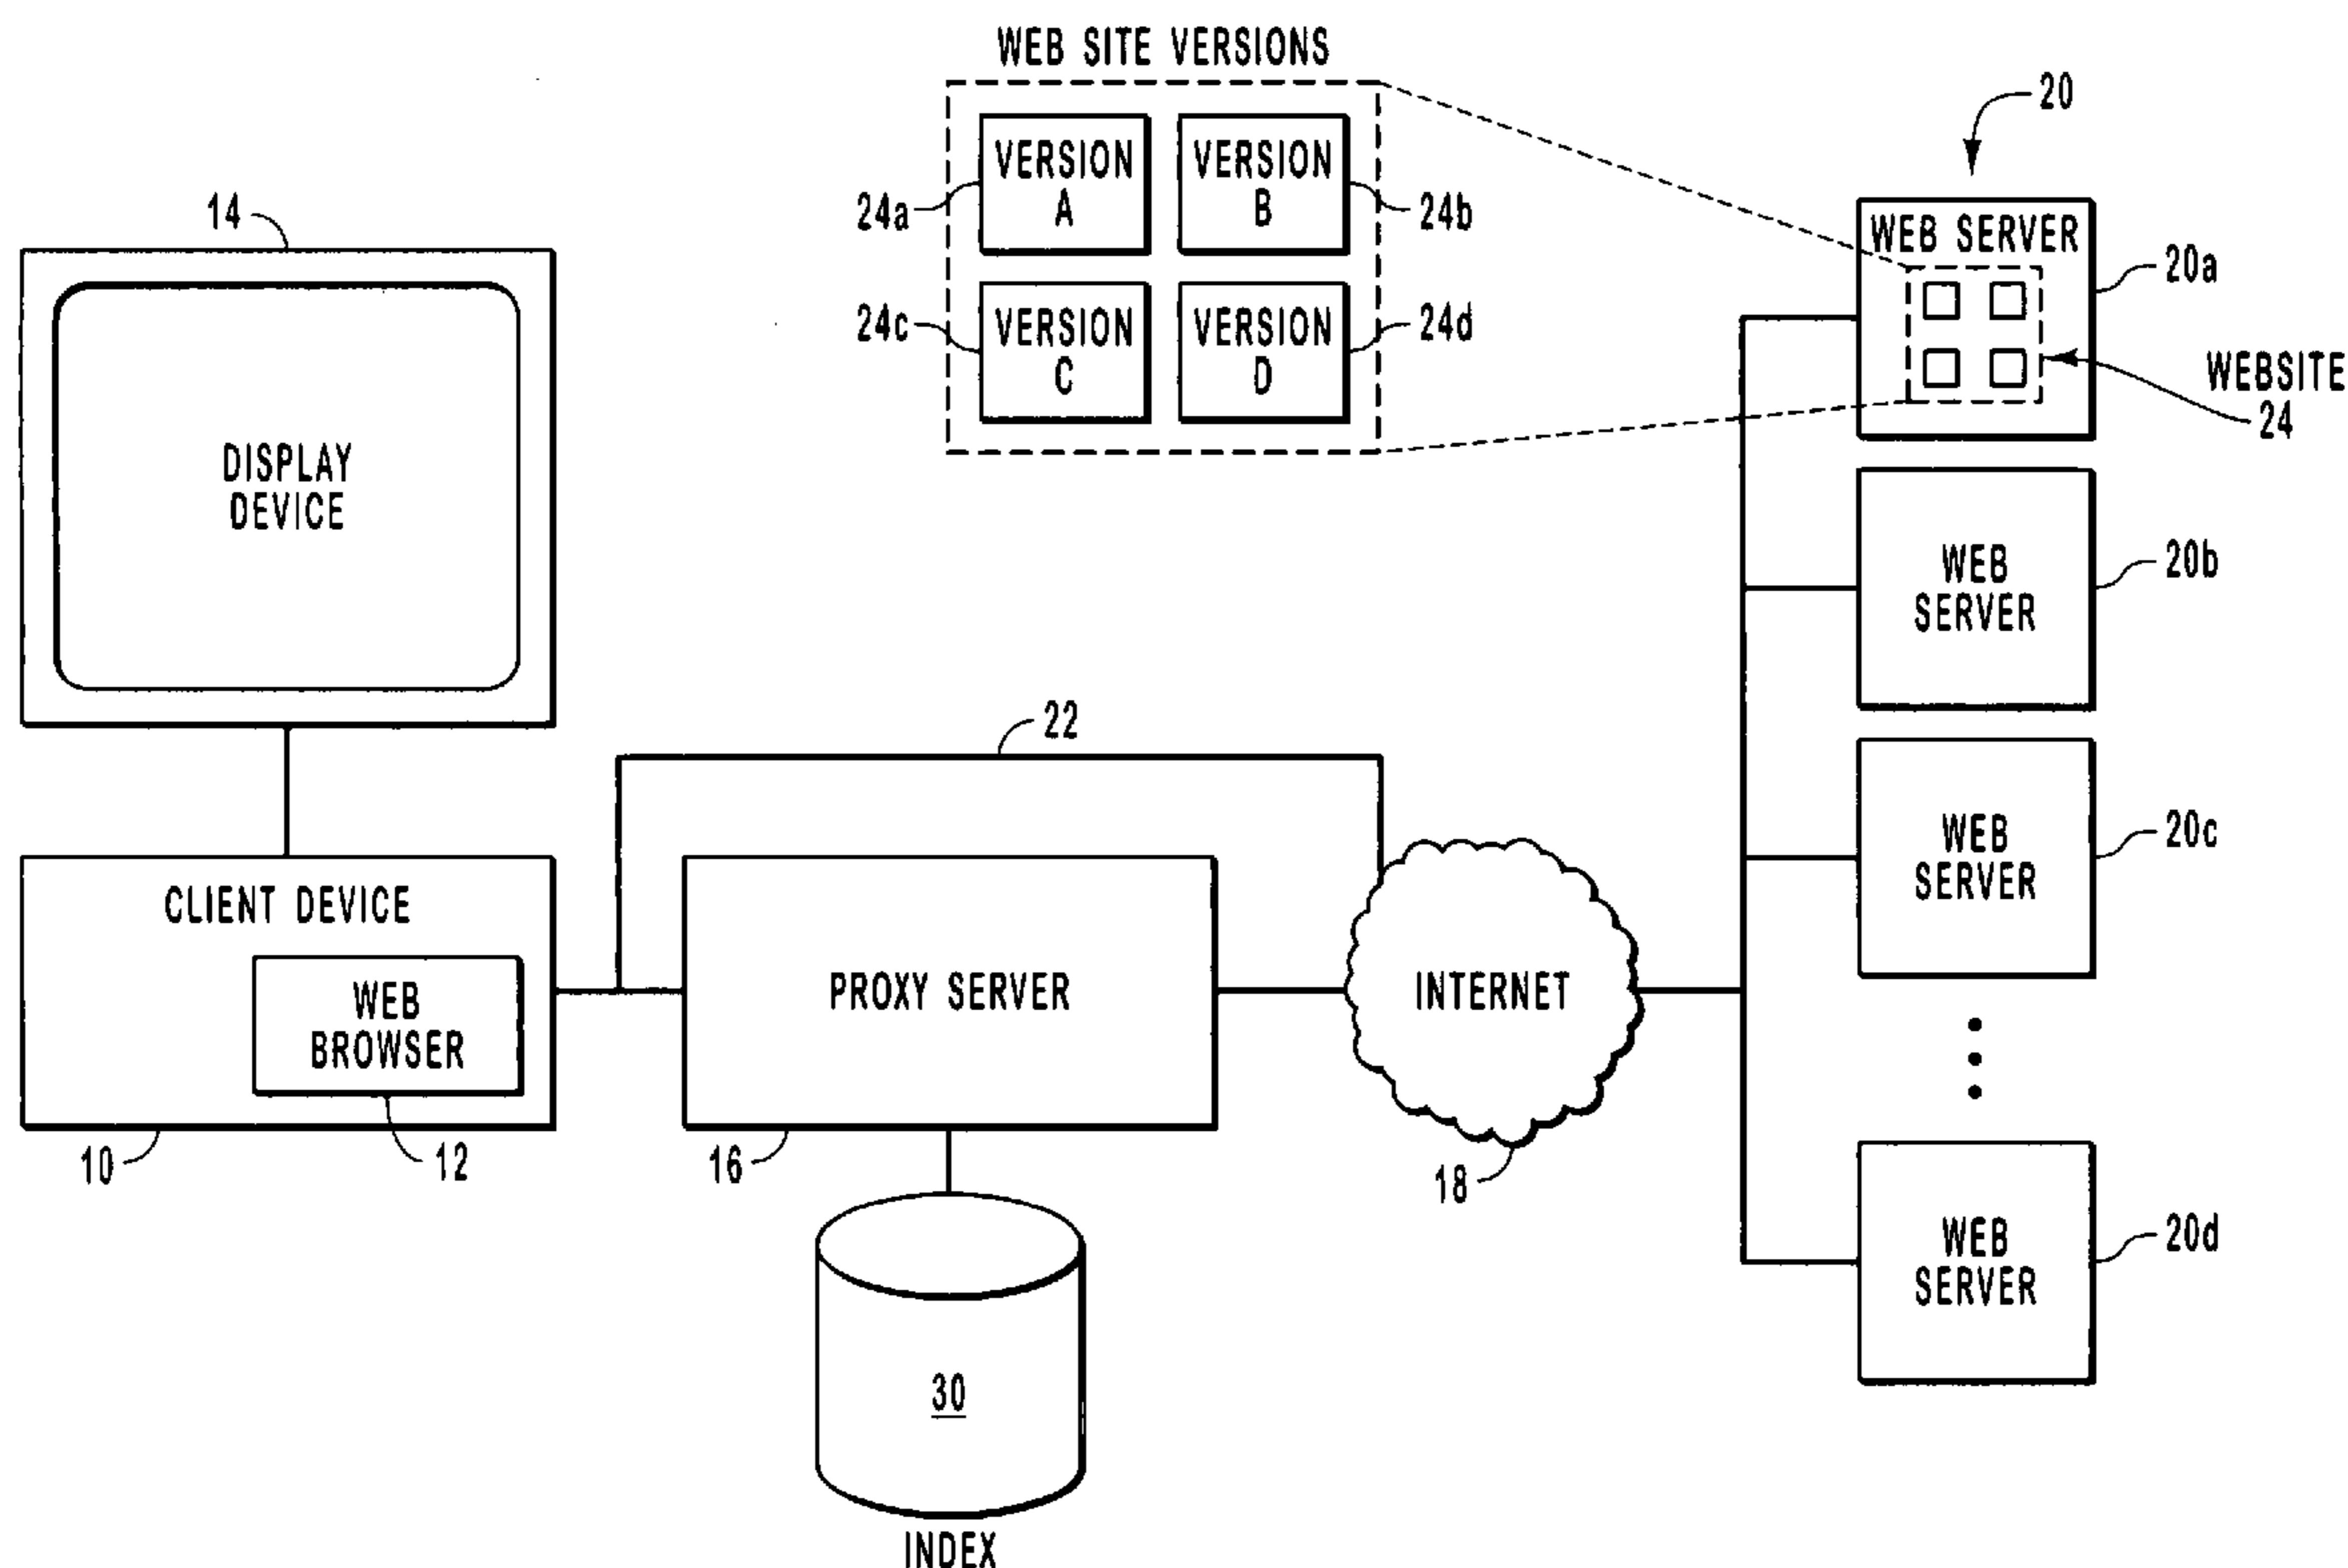 WEB SITE VERSIONS
VERSION
A
VERSION
B
24a
24b
VERSION
C
VERSION
D
24c
24d
20
WEB SERVER
20a
WEBSITE
24
14
DISPLAY
DEVICE
WEB
SERVER
20b
22
WEB
SERVER
20c
CLIENT DEVICE
WEB
BROWSER
10
12
PROXY SERVER
16
INTERNET
18
WEB
SERVER
20d
30
INDEX